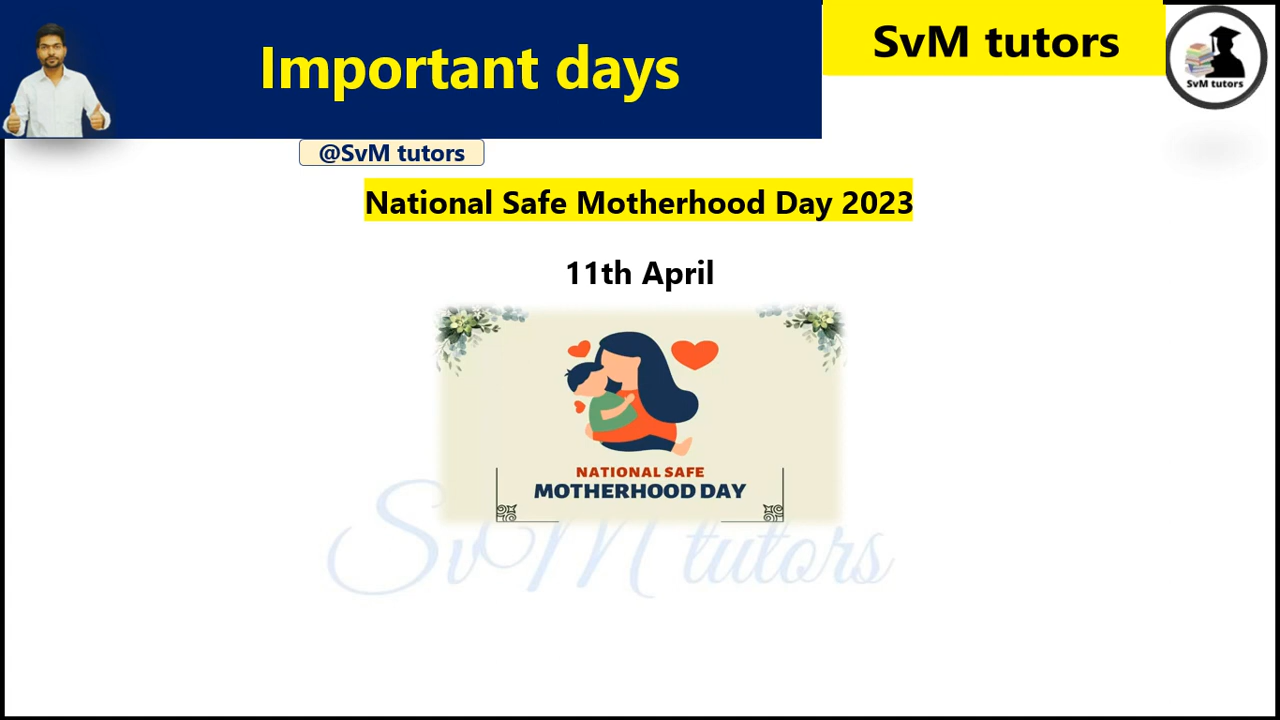 Important days
SvM tutors
SvM tutors
@SvM tutors
National Safe Motherhood Day 2023
11th April
NATIONAL SAFE
MOTHERHOOD DAY
SvM tutors